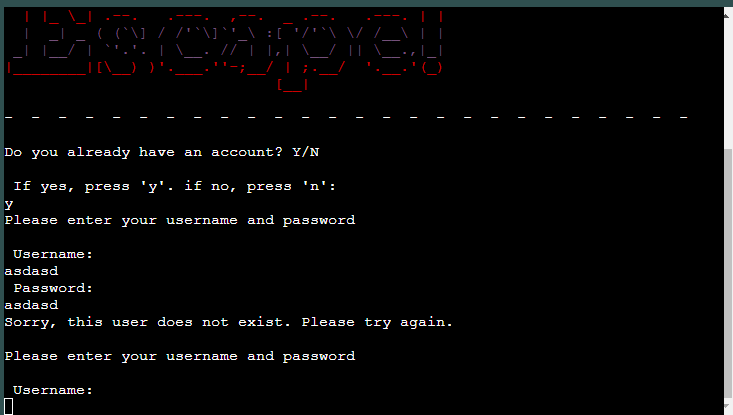 Do you already have an account? Y/N
If yes, press 'y'. if no, press 'n':
y
Please enter your username and password
Username:
asdasd
Password:
asdasd
Sorry, this user does not exist. Please try again.
Please enter your username and password
Username: